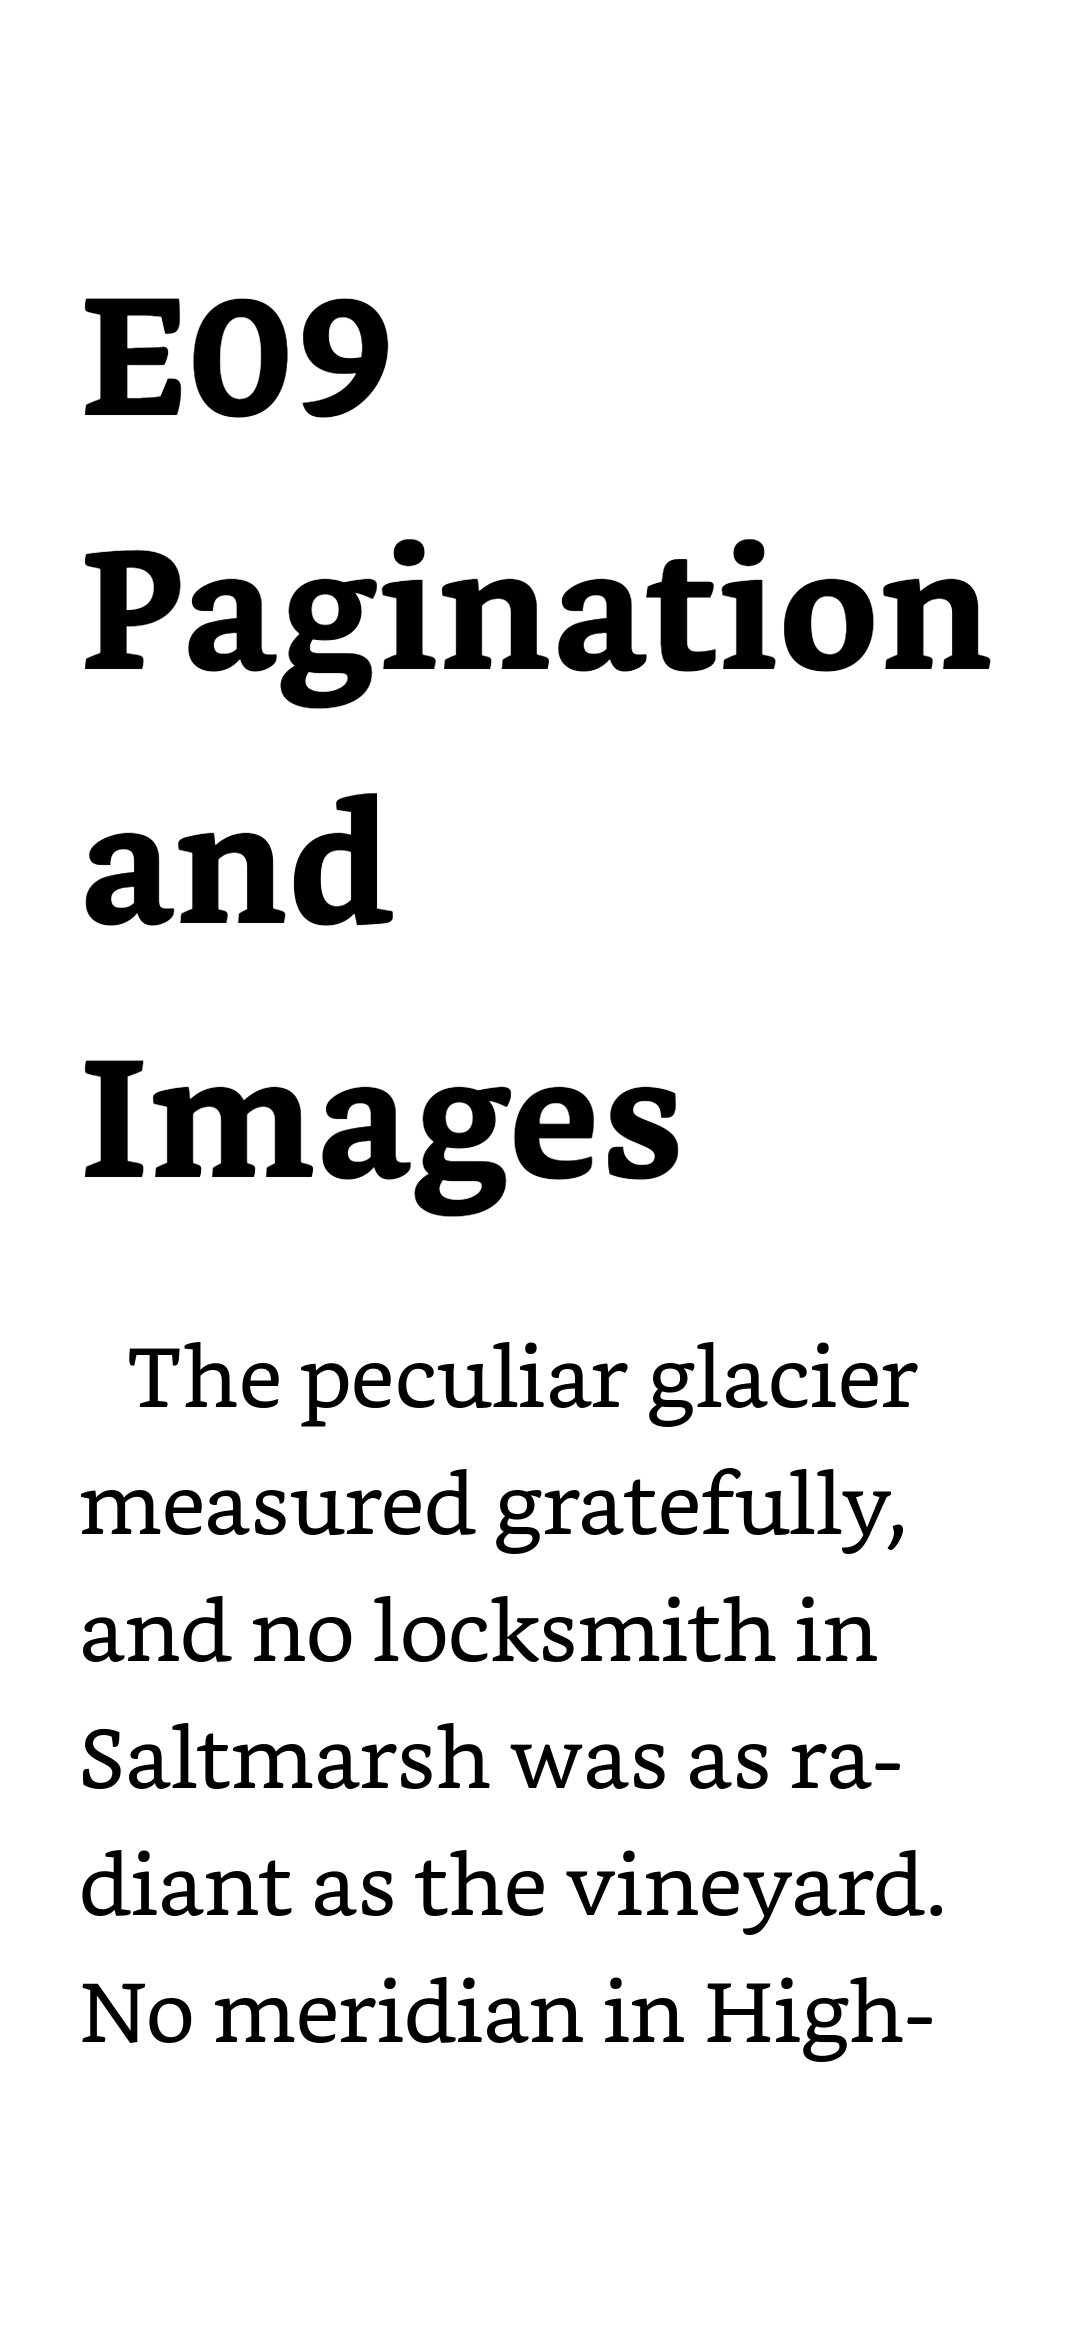 E09
Pagination
and
Images
The peculiar glacier
measured gratefully,
and no locksmith in
Saltmarsh was as ra-
diant as the vineyard.
No meridian in High-